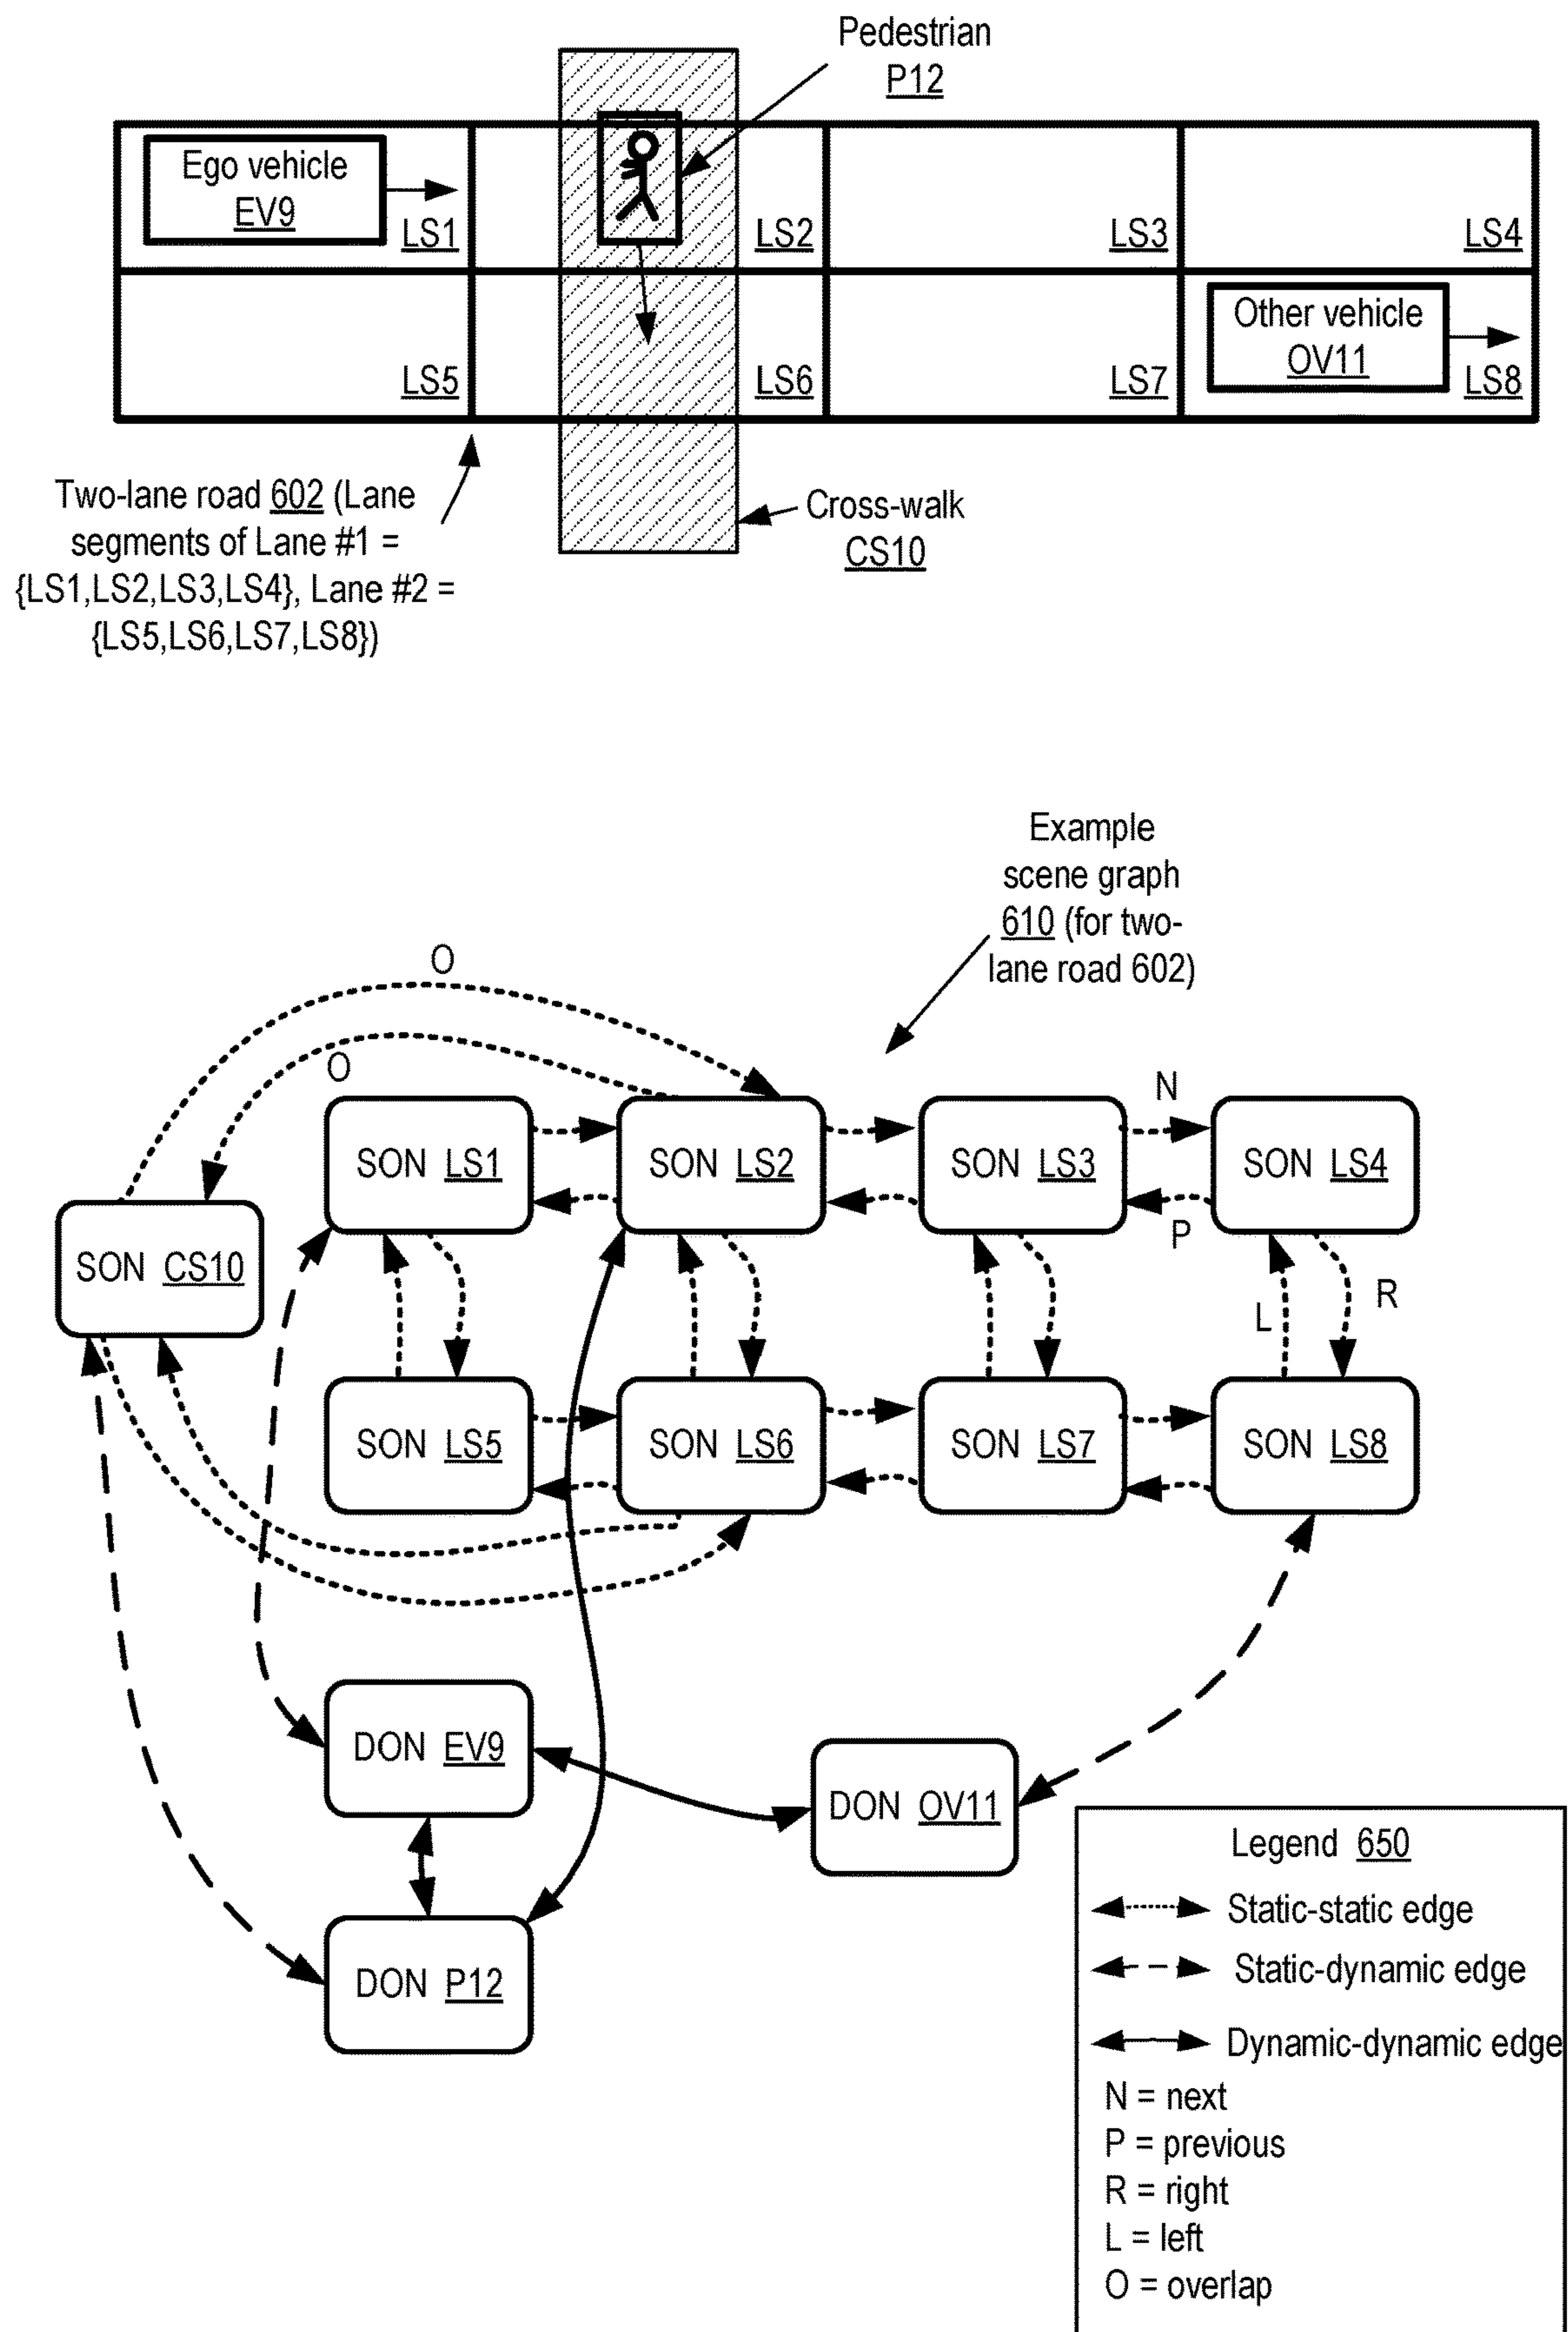 Pedestrian
P12
Ego vehicle
EV9
LS1
LS2
LS3
LS4
Other vehicle
OV11
LS5
LS6
LS7
LS8
Two-lane road 602 (Lane
segments of Lane #1 =
{LS1,LS2,LS3,LS4}, Lane #2 =
{LS5,LS6,LS7,LS8})
Cross-walk
CS10
Example
scene graph
610 (for two-
lane road 602)
O
O
N
SON LS1
SON LS2
SON LS3
SON LS4
P
SON CS10
L
R
SON LS5
SON LS6
SON LS7
SON LS8
DON EV9
DON OV11
DON P12
Legend 650
Static-static edge
Static-dynamic edge
Dynamic-dynamic edge
N = next
P = previous
R = right
L = left
O = overlap